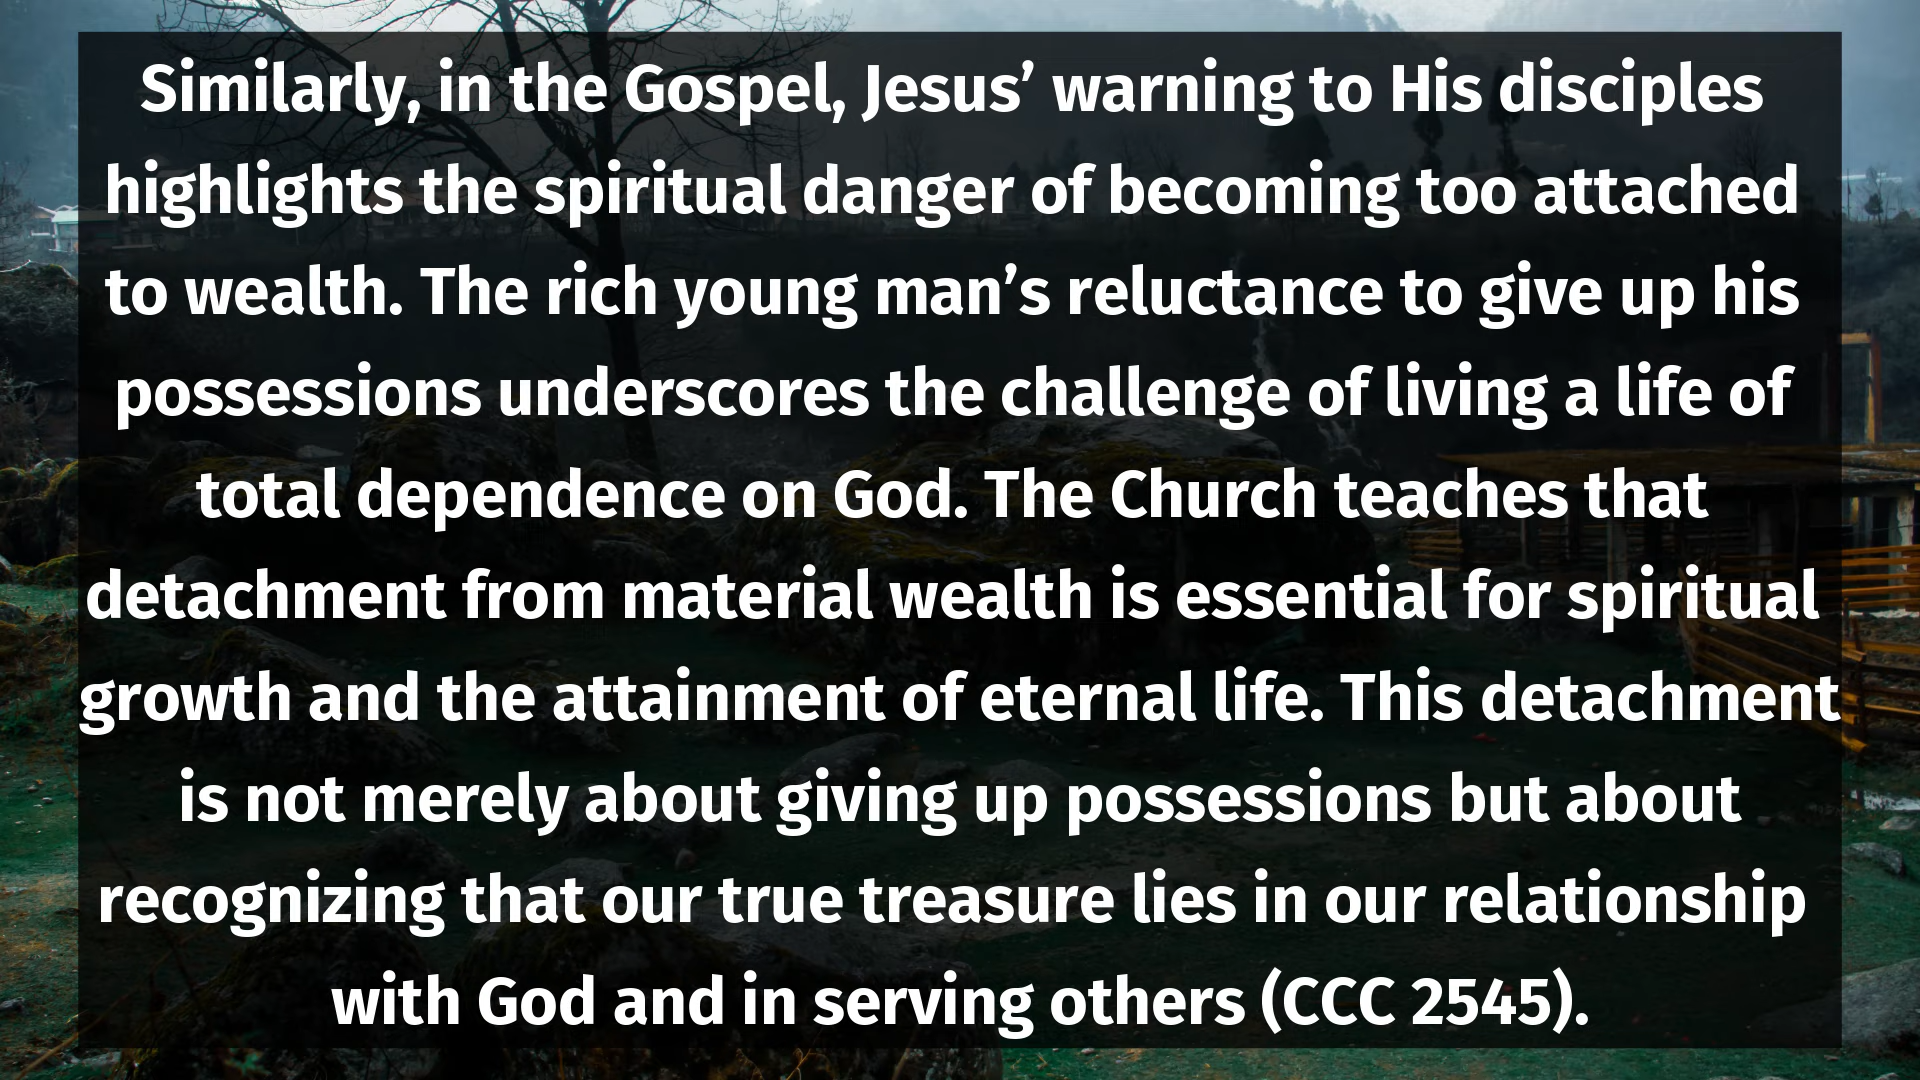 Similarly, in the Gospel, Jesus’ warning to His disciples
highlights the spiritual danger of becoming too attached
to wealth. The rich young man’s reluctance to give up his
possessions underscores the challenge of living a life of
total dependence on God. The Church teaches that
detachment from material wealth is essential for spiritual
growth and the attainment of eternal life. This detachment
is not merely about giving up possessions but about
recognizing that our true treasure lies in our relationship
with God and in serving others (CCC 2545).